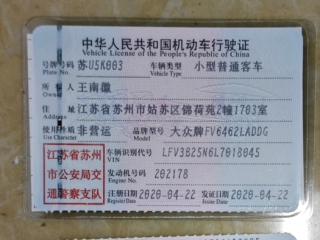 中华人民共和国机动车行驶证
Vehicle License of the People's Republic of China
号牌号码 苏U5K003 车辆类型 小型普通客车
Plate No. Vehicle Type
所有人 王南徽
Owner
住址 江苏省苏州市姑苏区锦荷苑2幢1703室
Address
使用性质 非营运 品牌型号 大众牌FV6462LADDG
Use Character Model
江苏省苏州
市公安局交
通警察支队
车辆识别代号 LFV3B25N6L7018045
VIN
发动机号码 202178
Engine No.
注册日期 2020-04-22 发证日期 2020-04-22
Register Date Issue Date